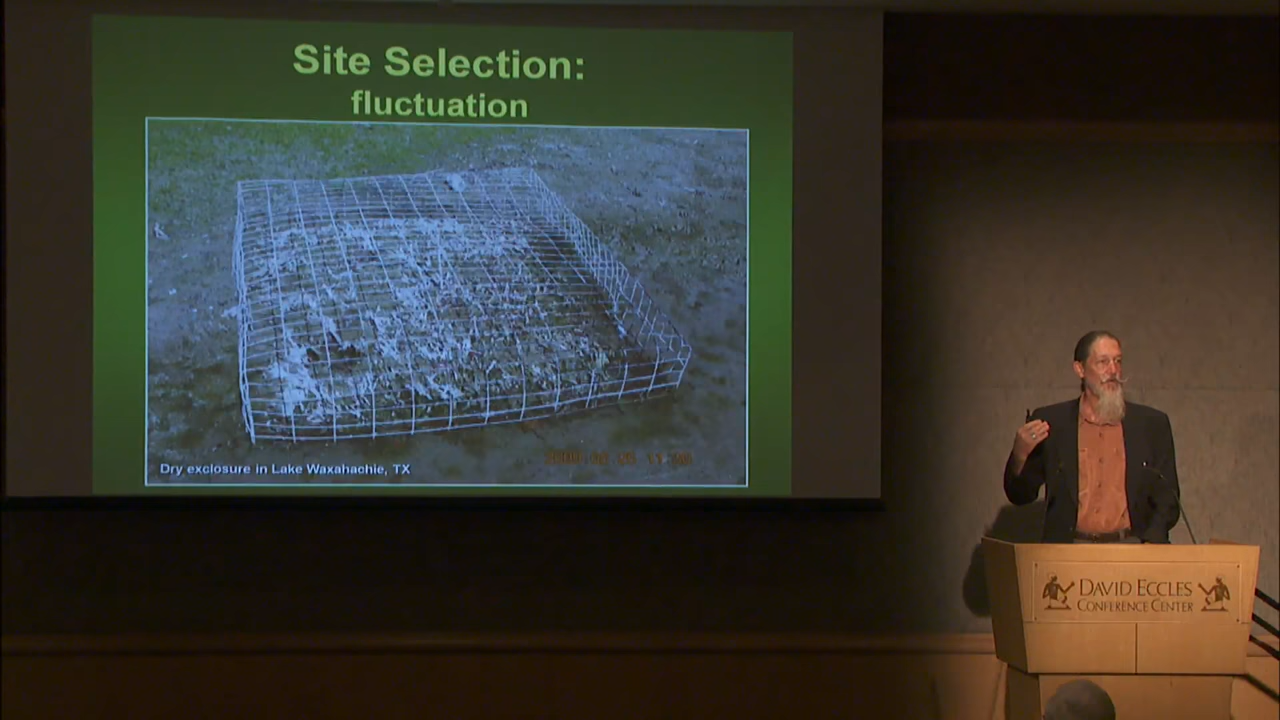 Site Selection:
fluctuation
Dry exclosure in Lake Waxahachie, TX
DAVID ECCLES
CONFERENCE CENTER